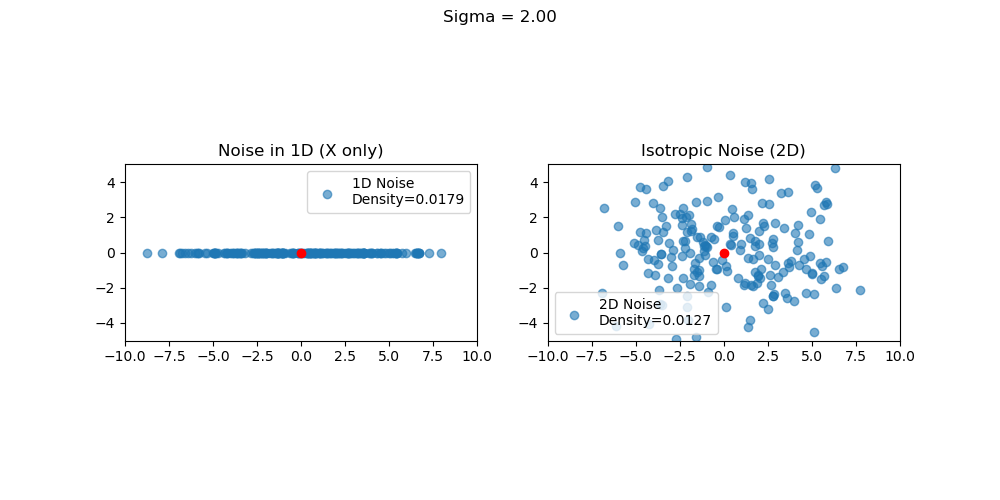 Sigma = 2.00
Noise in 1D (X only)
1D Noise
Density=0.0179
4
2
0
−2
−4
−10.0 −7.5 −5.0 −2.5 0.0 2.5 5.0 7.5 10.0
Isotropic Noise (2D)
4
2
0
−2
−4
2D Noise
Density=0.0127
−10.0 −7.5 −5.0 −2.5 0.0 2.5 5.0 7.5 10.0